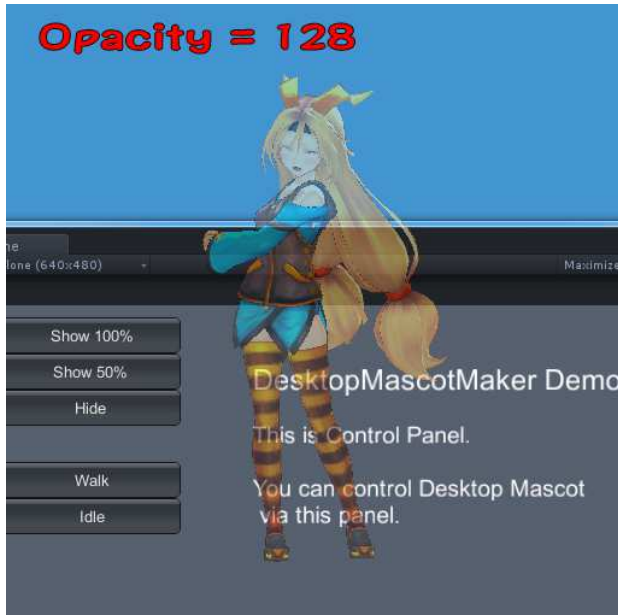 Opacity = 128
ne
lone (640x480)
Maximize
Show 100%
Show 50%
Hide
DesktopMascotMaker Demo
This is Control Panel.
Walk
Idle
You can control Desktop Mascot
via this panel.